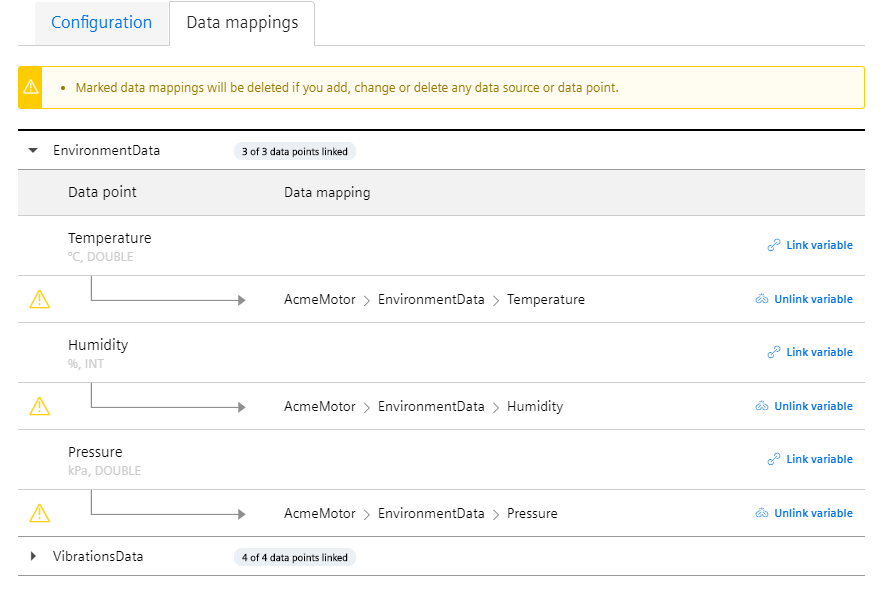 Configuration
Data mappings
• Marked data mappings will be deleted if you add, change or delete any data source or data point.
EnvironmentData 3 of 3 data points linked
Data point Data mapping
Temperature
°C, DOUBLE
Link variable
AcmeMotor > EnvironmentData > Temperature Unlink variable
Humidity
%, INT
Link variable
AcmeMotor > EnvironmentData > Humidity Unlink variable
Pressure
kPa, DOUBLE
Link variable
AcmeMotor > EnvironmentData > Pressure Unlink variable
VibrationsData 4 of 4 data points linked